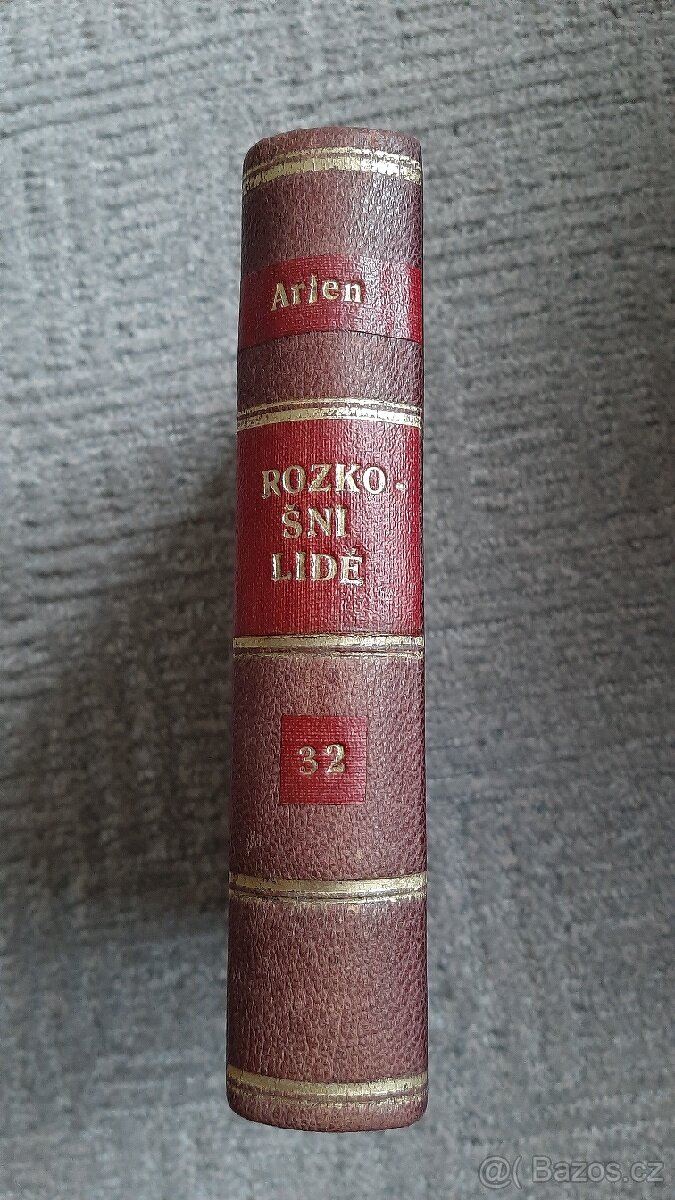 Arlen
ROZKO-
ŠNÍ
LIDÉ
32
Bazos.cz